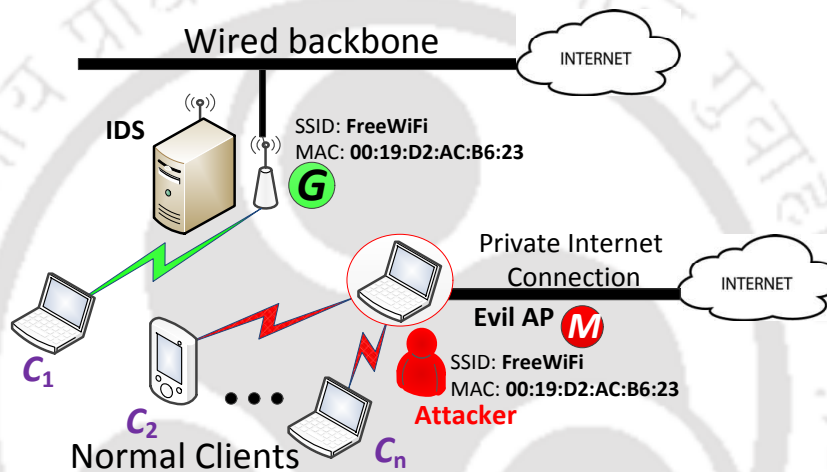 Wired backbone
INTERNET
IDS
SSID: FreeWiFi
MAC: 00:19:D2:AC:B6:23
G
Private Internet
Connection
INTERNET
Evil AP
M
SSID: FreeWiFi
MAC: 00:19:D2:AC:B6:23
Attacker
C1
C2
Cn
Normal Clients